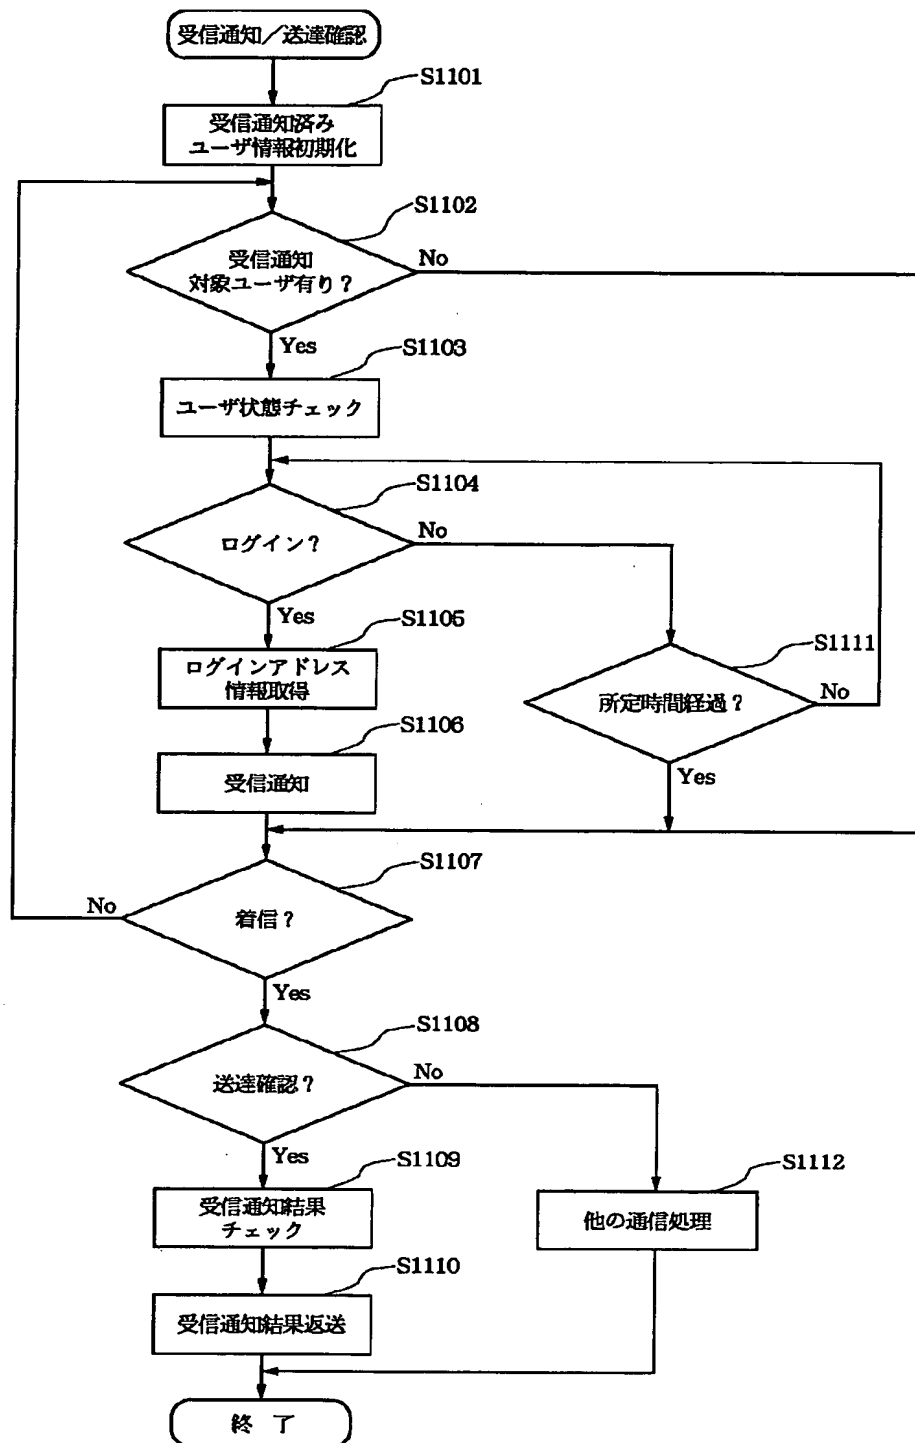 受信通知／送達確認
S1101
受信通知済み
ユーザ情報初期化
S1102
受信通知
対象ユーザ有り？
No
Yes
S1103
ユーザ状態チェック
S1104
ログイン？
No
Yes
S1105
ログインアドレス
情報取得
S1111
所定時間経過？
No
Yes
S1106
受信通知
S1107
着信？
No
Yes
S1108
送達確認？
No
Yes
S1109
受信通知結果
チェック
S1112
他の通信処理
S1110
受信通知結果返送
終 了